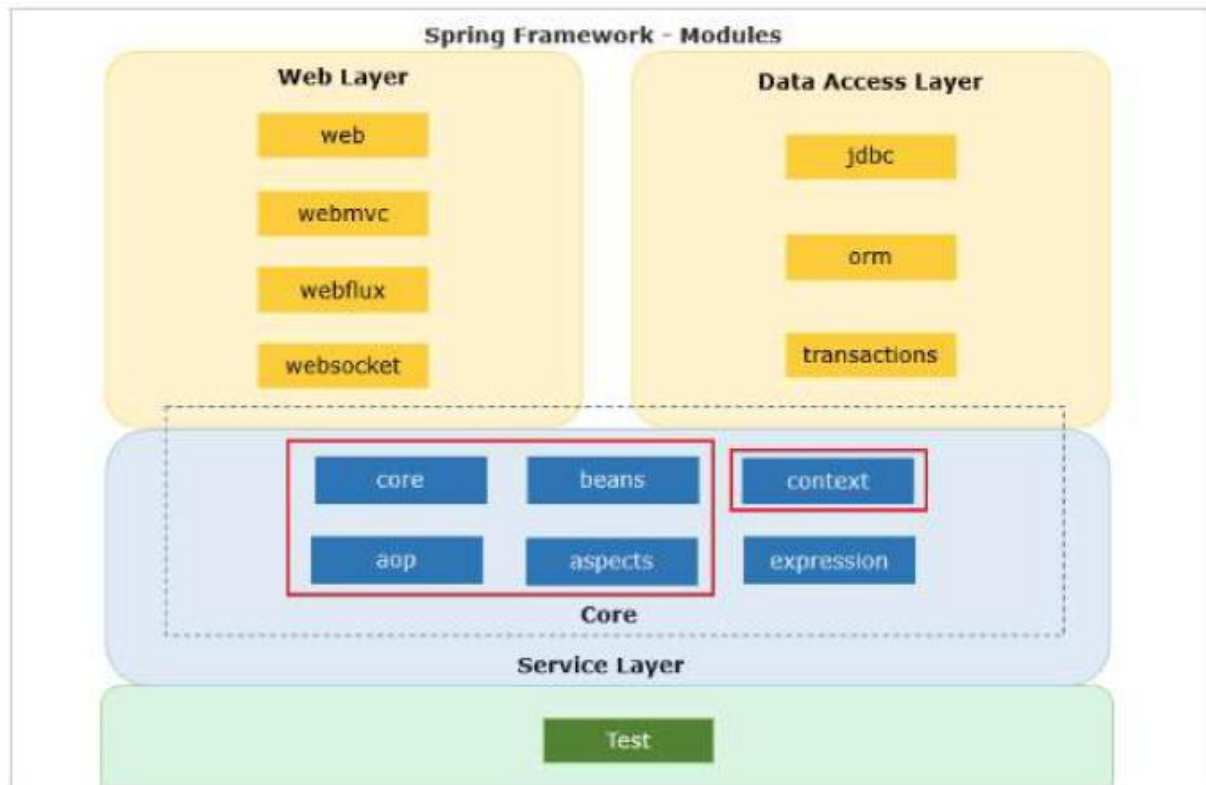 Spring Framework - Modules
Web Layer
web
webmvc
webflux
websocket
Data Access Layer
jdbc
orm
transactions
core beans context
aop aspects expression
Core
Service Layer
Test